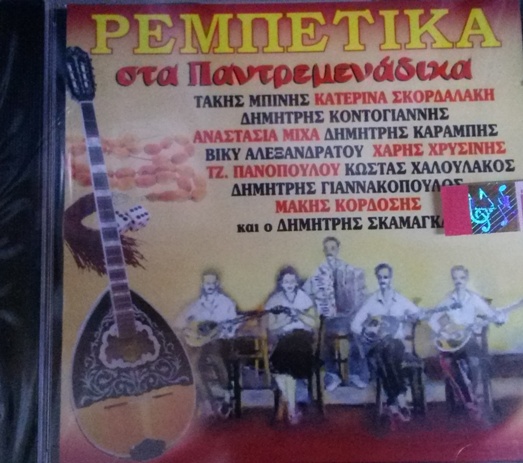 ΡΕΜΠΕΤΙΚΑ
στα Παντρεμενάδικα
ΤΑΚΗΣ ΜΠΙΝΗΣ ΚΑΤΕΡΙΝΑ ΣΚΟΡΔΑΛΑΚΗ
ΔΗΜΗΤΡΗΣ ΚΟΝΤΟΓΙΑΝΝΗΣ
ΑΝΑΣΤΑΣΙΑ ΜΙΧΑ ΔΗΜΗΤΡΗΣ ΚΑΡΑΜΠΗΣ
ΒΙΚΥ ΑΛΕΞΑΝΔΡΑΤΟΥ ΧΑΡΗΣ ΧΡΥΣΙΝΗΣ
ΤΖ. ΠΑΝΟΠΟΥΛΟΥ ΚΩΣΤΑΣ ΧΑΛΟΥΛΑΚΟΣ
ΔΗΜΗΤΡΗΣ ΓΙΑΝΝΑΚΟΠΟΥΛΟΣ
ΜΑΚΗΣ ΚΟΡΔΟΣΗΣ
και ο ΔΗΜΗΤΡΗΣ